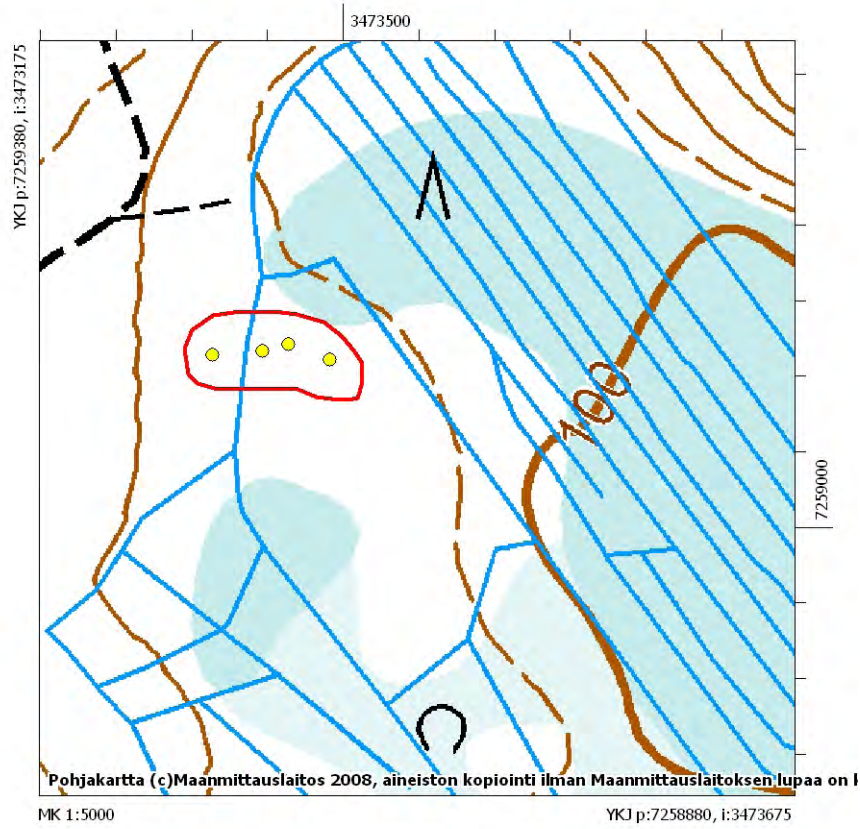 3473500
YKJ p:7259380, i:3473175
100
7259000
Pohjakartta (c)Maanmittauslaitos 2008, aineiston kopiointi ilman Maanmittauslaitoksen lupaa on k
MK 1:5000
YKJ p:7258880, i:3473675